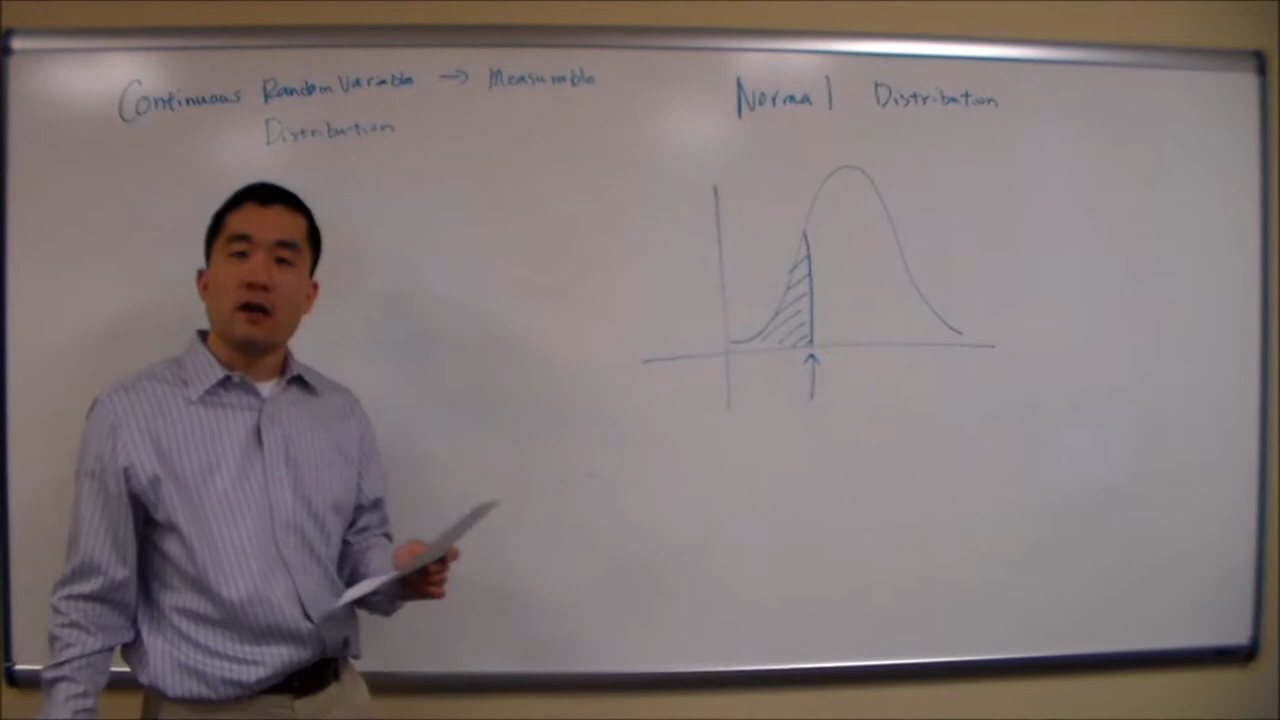 Continuous Random Variable → Measurable
Distribution
Normal Distribution